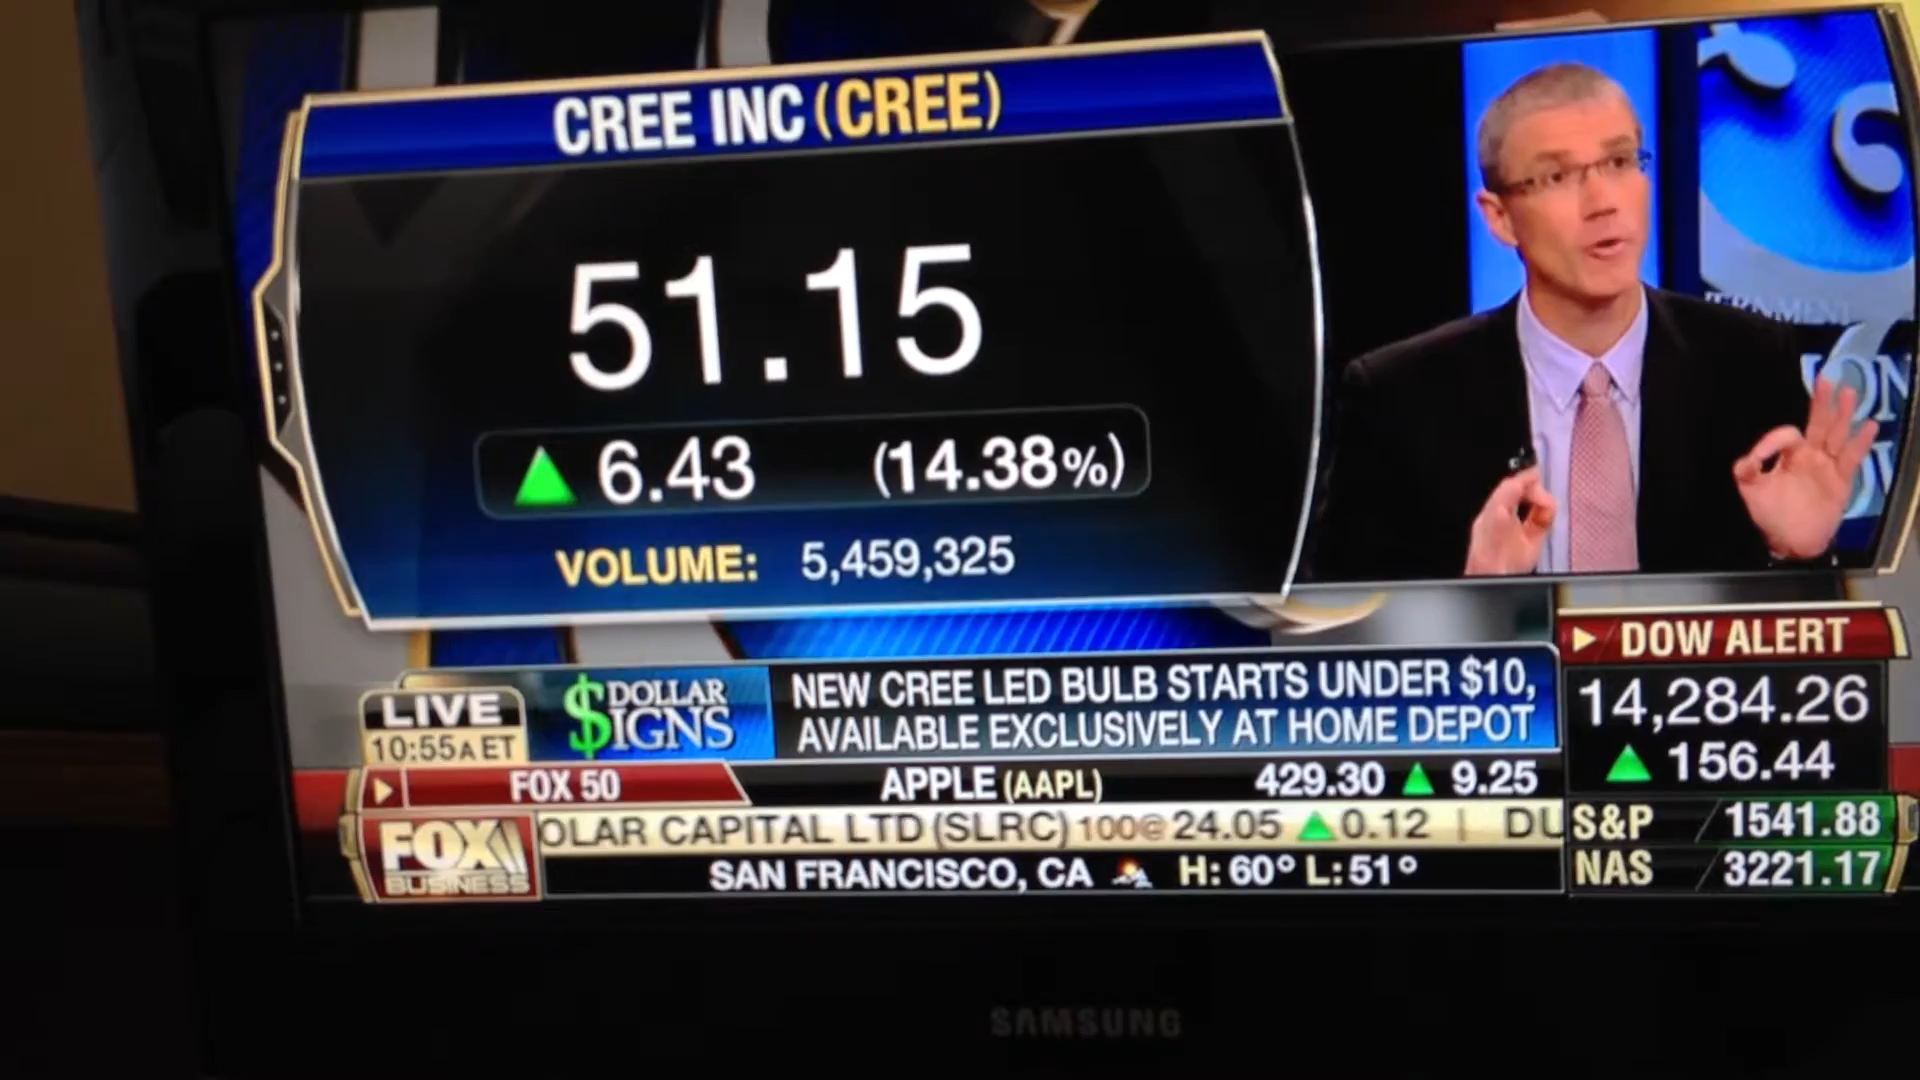 CREE INC (CREE)
51.15
▲ 6.43 (14.38%)
VOLUME: 5,459,325
ERNMENT
DOW ALERT
14,284.26
▲ 156.44
LIVE
10:55A ET
DOLLAR
$IGNS
NEW CREE LED BULB STARTS UNDER $10,
AVAILABLE EXCLUSIVELY AT HOME DEPOT
FOX 50
APPLE (AAPL) 429.30 ▲ 9.25
OLAR CAPITAL LTD (SLRC) 100@ 24.05 ▲ 0.12 | DU
S&P 1541.88
FOX
BUSINESS
SAN FRANCISCO, CA H: 60° L: 51°
NAS 3221.17
SAMSUNG